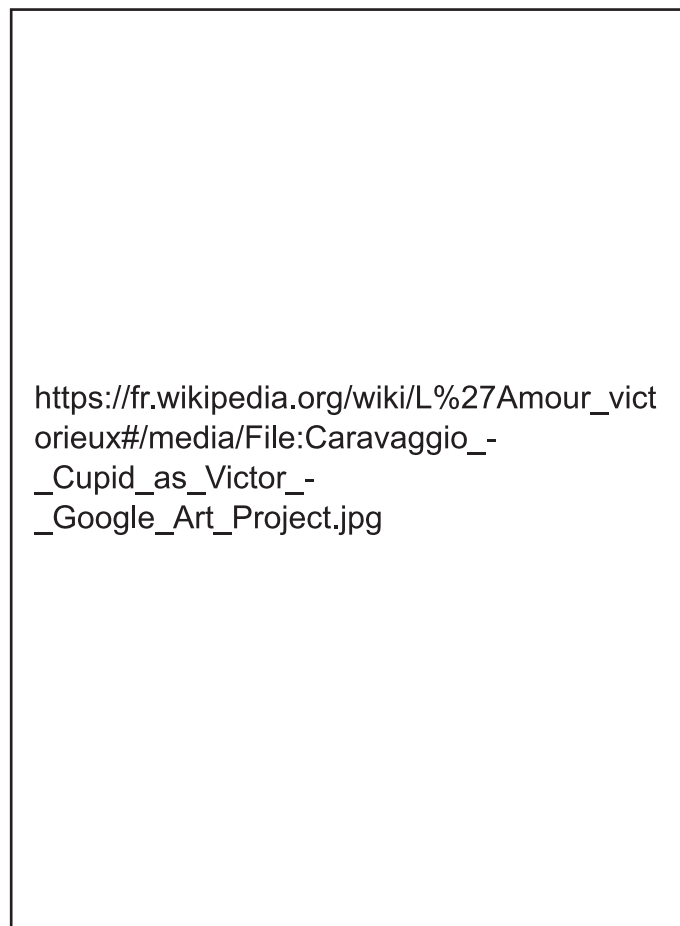 https://fr.wikipedia.org/wiki/L%27Amour_vict
orieux#/media/File:Caravaggio_-
_Cupid_as_Victor_-
_Google_Art_Project.jpg